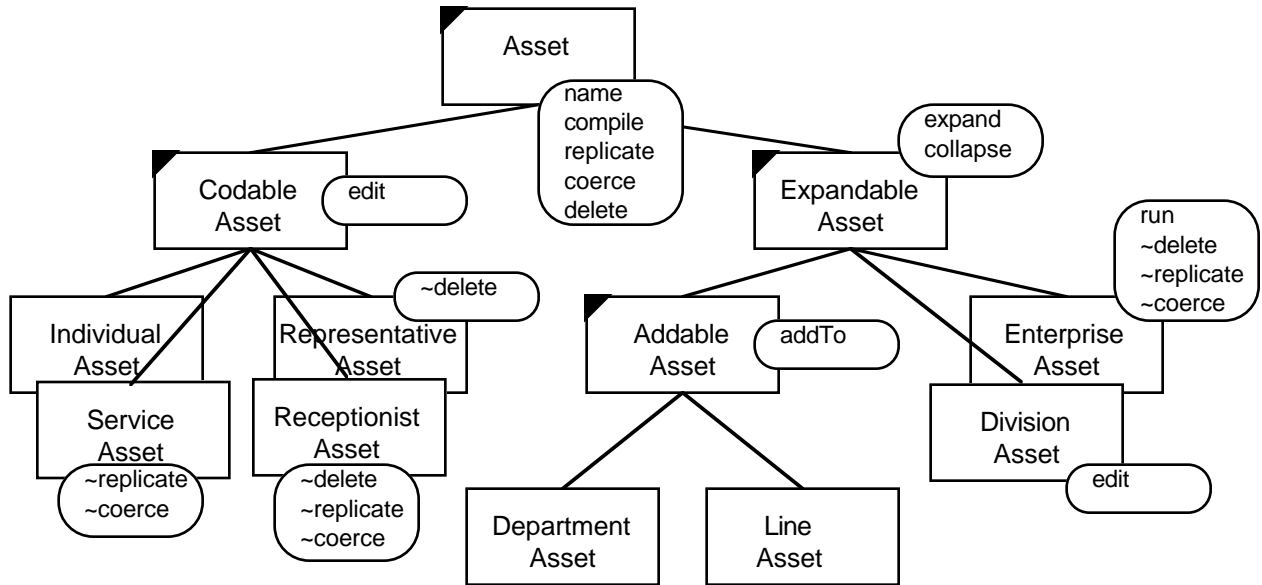 Asset
name
compile
replicate
coerce
delete
expand
collapse
Codable
Asset
edit
Expandable
Asset
run
~delete
~replicate
~coerce
Individual
Asset
Representative
Asset
~delete
Addable
Asset
addTo
Enterprise
Asset
Service
Asset
~replicate
~coerce
Receptionist
Asset
~delete
~replicate
~coerce
Division
Asset
edit
Department
Asset
Line
Asset